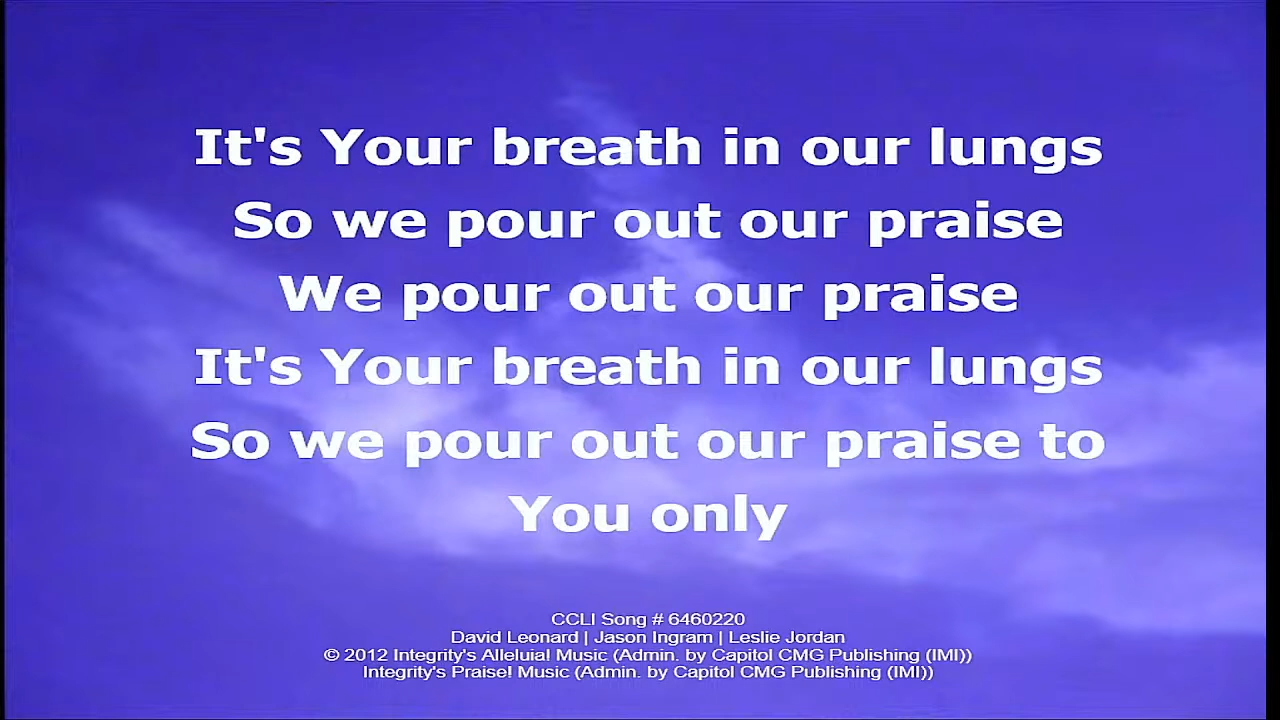 It's Your breath in our lungs
So we pour out our praise
We pour out our praise
It's Your breath in our lungs
So we pour out our praise to
You only
CCLI Song # 6460220
David Leonard | Jason Ingram | Leslie Jordan
© 2012 Integrity's Alleluia! Music (Admin. by Capitol CMG Publishing (IMI))
Integrity's Praise! Music (Admin. by Capitol CMG Publishing (IMI))